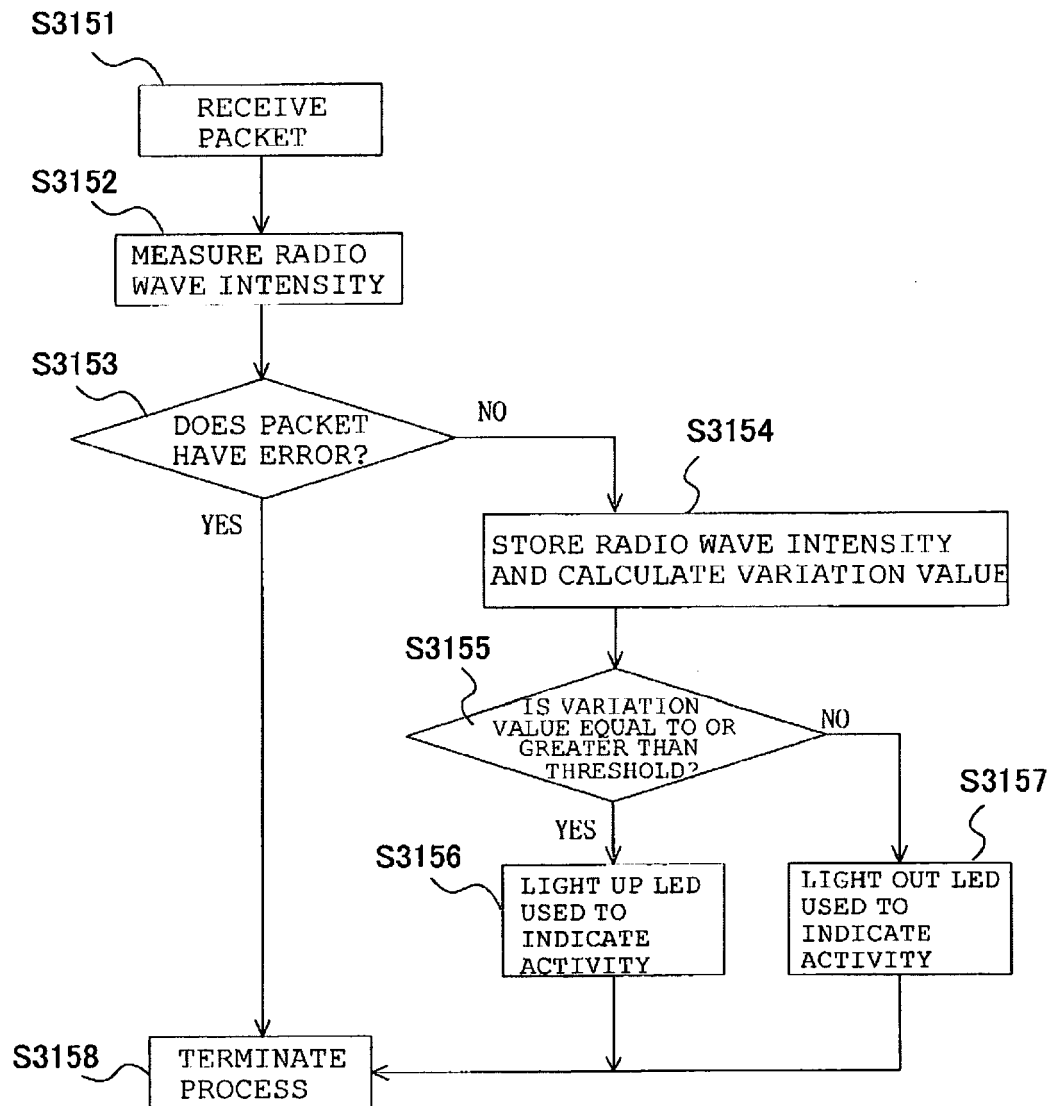 S3151
RECEIVE
PACKET
S3152
MEASURE RADIO
WAVE INTENSITY
S3153
DOES PACKET
HAVE ERROR?
NO
YES
S3154
STORE RADIO WAVE INTENSITY
AND CALCULATE VARIATION VALUE
S3155
IS VARIATION
VALUE EQUAL TO OR
GREATER THAN
THRESHOLD?
NO
YES
S3156
LIGHT UP LED
USED TO
INDICATE
ACTIVITY
S3157
LIGHT OUT LED
USED TO
INDICATE
ACTIVITY
S3158
TERMINATE
PROCESS